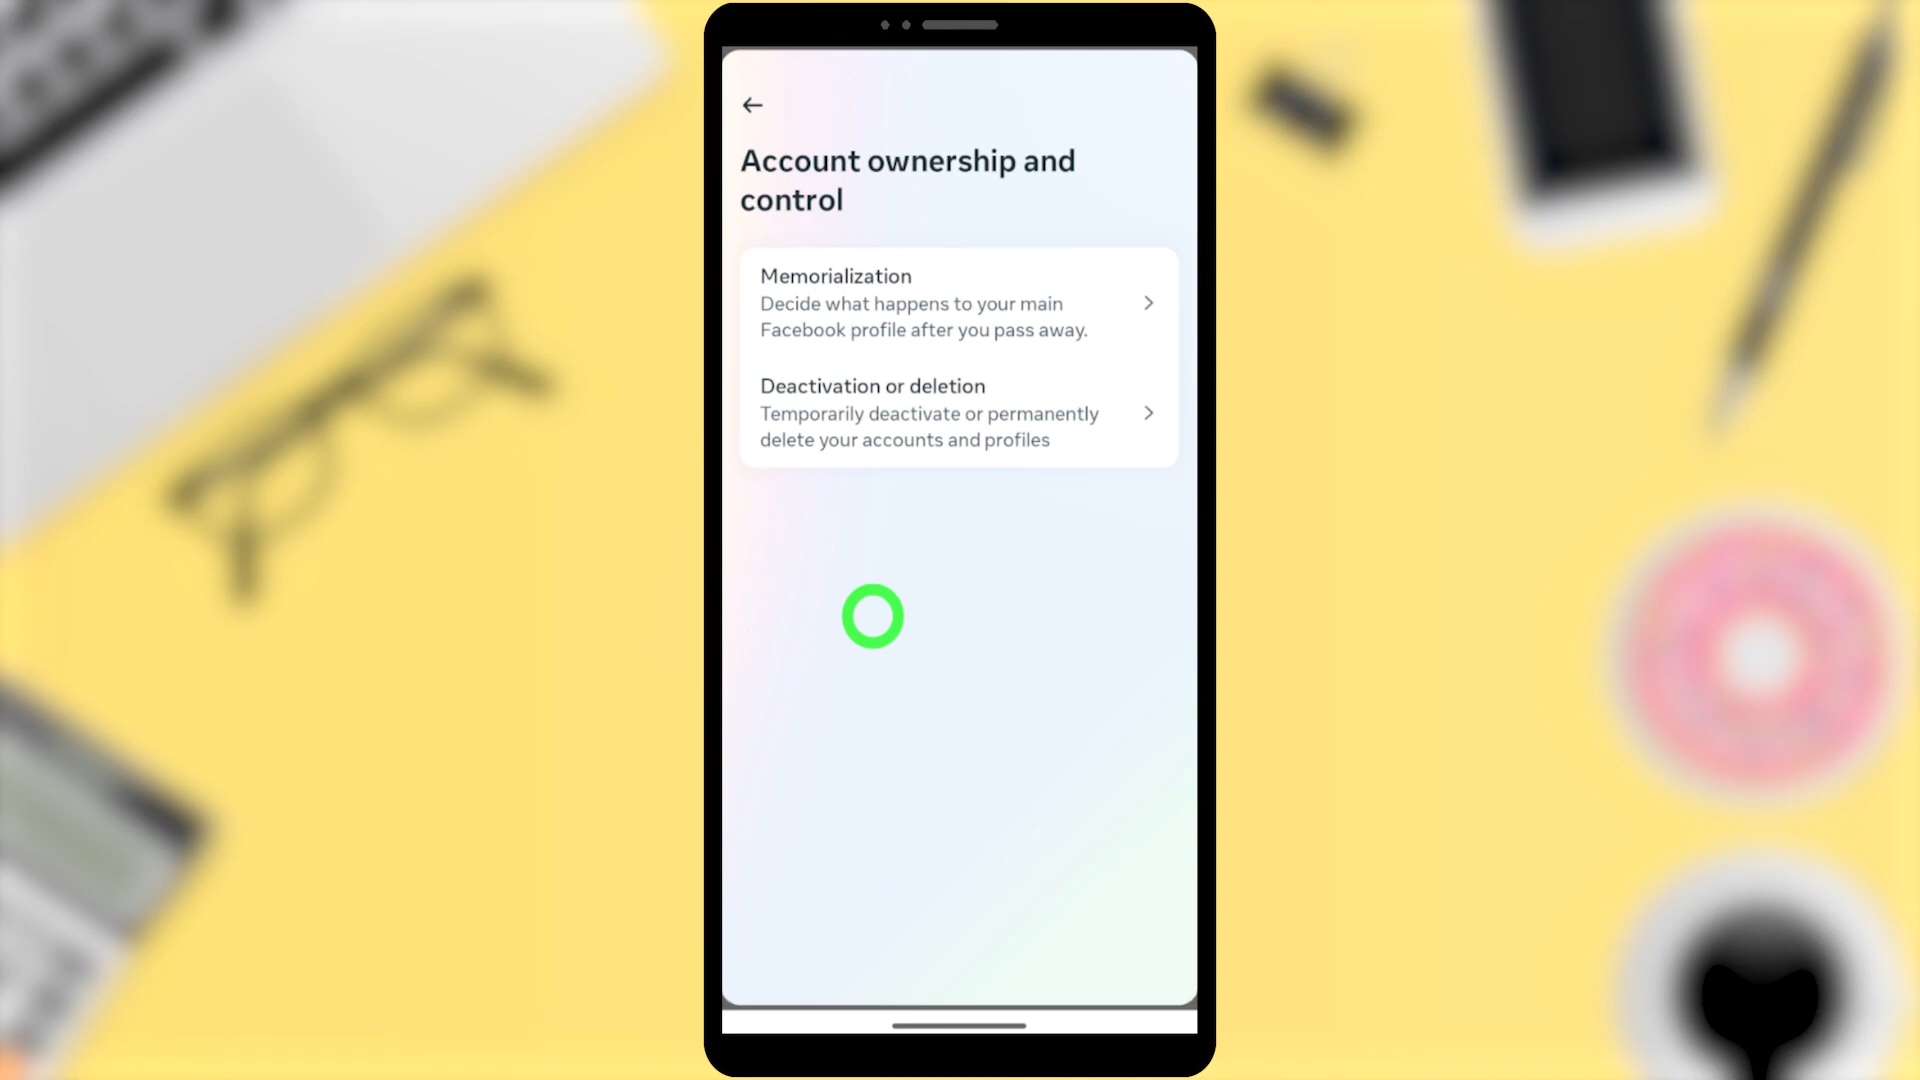 Account ownership and
control
Memorialization
Decide what happens to your main
Facebook profile after you pass away.
Deactivation or deletion
Temporarily deactivate or permanently
delete your accounts and profiles